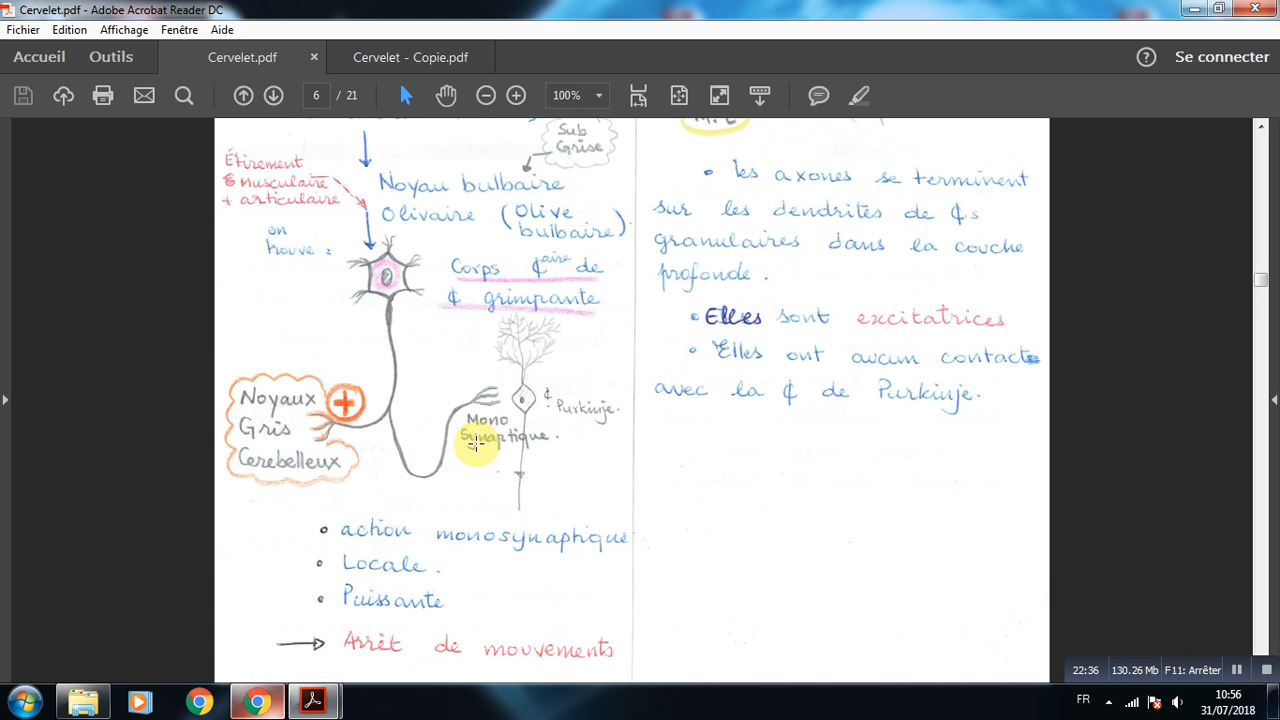 Cervelet.pdf - Adobe Acrobat Reader DC
Fichier Edition Affichage Fenêtre Aide
Accueil Outils Cervelet.pdf × Cervelet - Copie.pdf ? Se connecter
6 / 21 100%
Sub
Grise
Étirement
musculaire
+ articulaire
Noyau bulbaire
Olivaire (Olive
bulbaire)
on
trouve :
Corps ¢aire de
¢ grimpante
¢
Purkinje.
Mono
Synaptique.
Noyaux
Gris
Cerebelleux
+
• action monosynaptique
• Locale.
• Puissante
→ Arrêt de mouvements
• les axones se terminent
sur les dendrites de ¢s
granulaires dans la couche
profonde.
• Elles sont excitatrices
• Elles ont aucun contact
avec la ¢ de Purkinje.
22:36 130.26 Mb F11: Arrêter
FR 10:56
31/07/2018